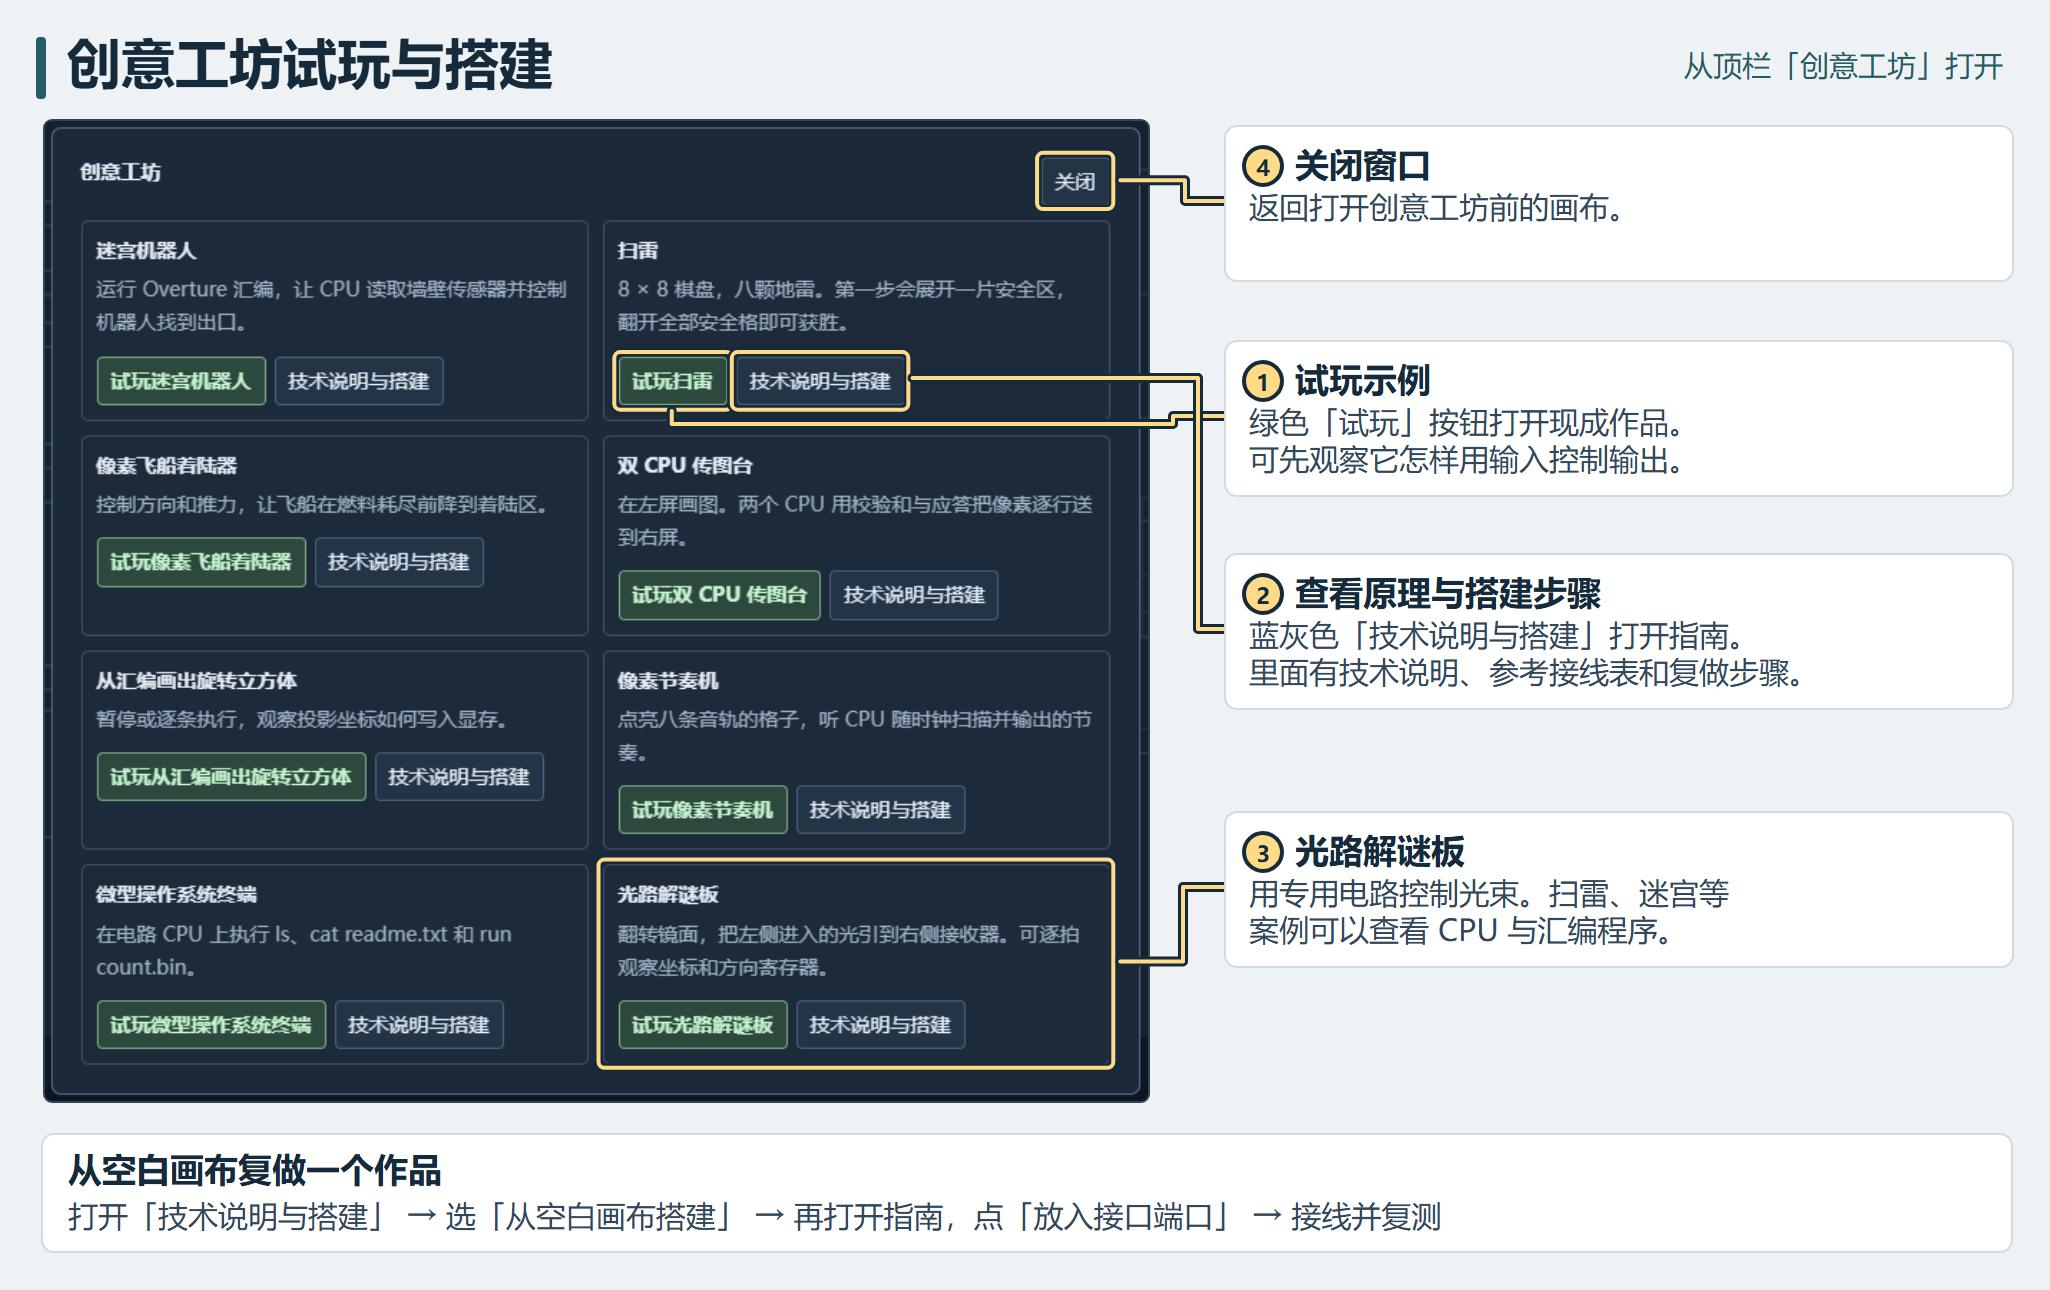 创意工坊试玩与搭建
从顶栏「创意工坊」打开
创意工坊
关闭
迷宫机器人
运行 Overture 汇编，让 CPU 读取墙壁传感器并控制
机器人找到出口。
试玩迷宫机器人
技术说明与搭建
扫雷
8 × 8 棋盘，八颗地雷。第一步会展开一片安全区，
翻开全部安全格即可获胜。
试玩扫雷
技术说明与搭建
像素飞船着陆器
控制方向和推力，让飞船在燃料耗尽前降到着陆区。
试玩像素飞船着陆器
技术说明与搭建
双 CPU 传图台
在左屏画图。两个 CPU 用校验和与应答把像素逐行送
到右屏。
试玩双 CPU 传图台
技术说明与搭建
从汇编画出旋转立方体
暂停或逐条执行，观察投影坐标如何写入显存。
试玩从汇编画出旋转立方体
技术说明与搭建
像素节奏机
点亮八条音轨的格子，听 CPU 随时钟扫描并输出的节
奏。
试玩像素节奏机
技术说明与搭建
微型操作系统终端
在电路 CPU 上执行 ls、cat readme.txt 和 run
count.bin。
试玩微型操作系统终端
技术说明与搭建
光路解谜板
翻转镜面，把左侧进入的光引到右侧接收器。可逐拍
观察坐标和方向寄存器。
试玩光路解谜板
技术说明与搭建
4 关闭窗口
返回打开创意工坊前的画布。
1 试玩示例
绿色「试玩」按钮打开现成作品。
可先观察它怎样用输入控制输出。
2 查看原理与搭建步骤
蓝灰色「技术说明与搭建」打开指南。
里面有技术说明、参考接线表和复做步骤。
3 光路解谜板
用专用电路控制光束。扫雷、迷宫等
案例可以查看 CPU 与汇编程序。
从空白画布复做一个作品
打开「技术说明与搭建」 → 选「从空白画布搭建」 → 再打开指南，点「放入接口端口」 → 接线并复测